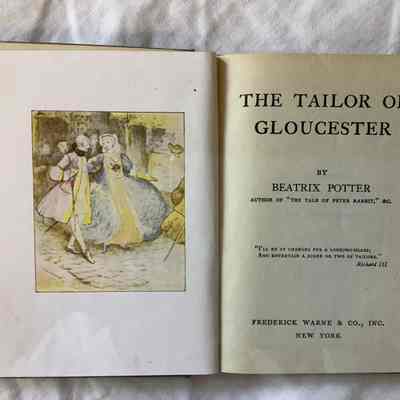 THE TAILOR OF
GLOUCESTER
BY
BEATRIX POTTER
AUTHOR OF "THE TALE OF PETER RABBIT," &C.
"I'LL BE AT CHARGES FOR A LOOKING-GLASS;
AND ENTERTAIN A SCORE OR TWO OF TAILORS."
Richard III
FREDERICK WARNE & CO., INC.
NEW YORK